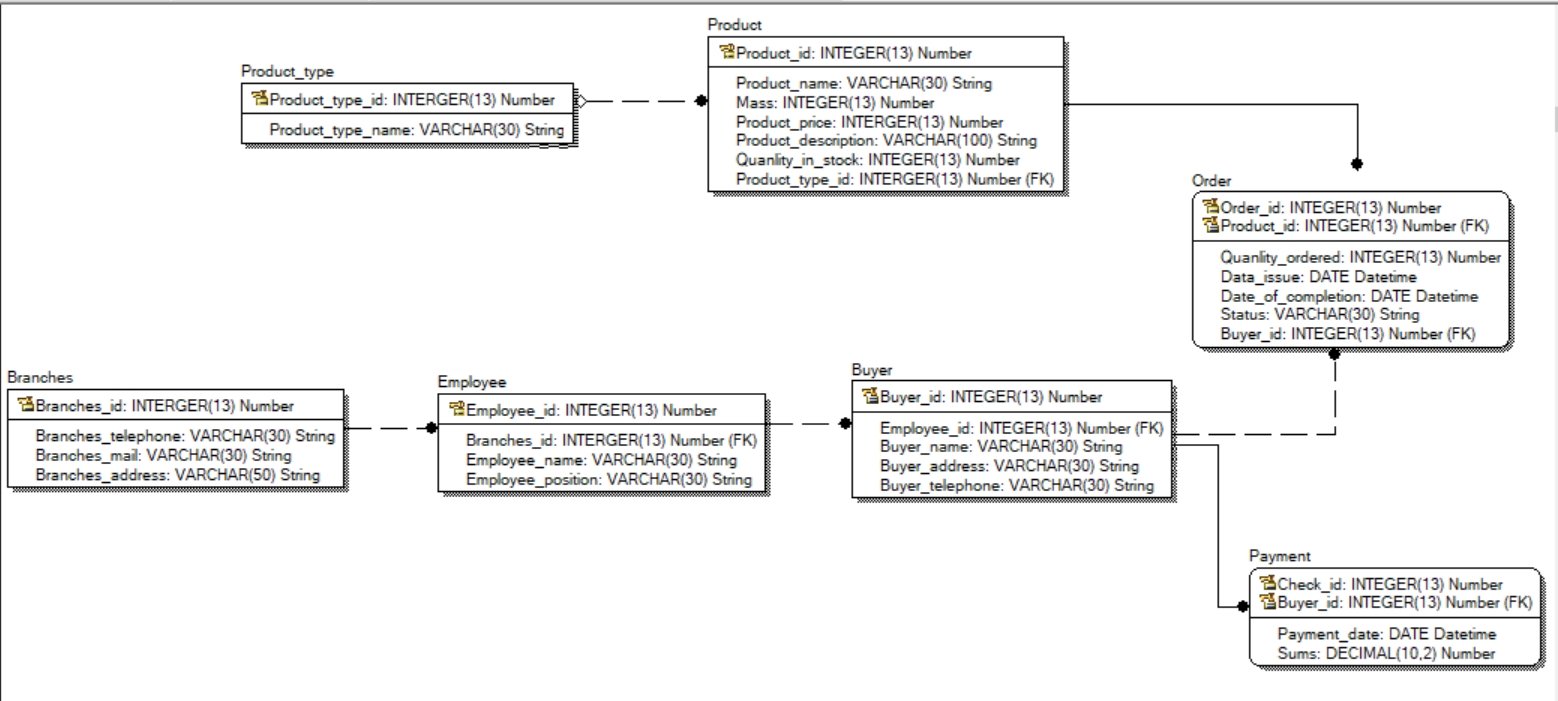 Product
Product_id: INTEGER(13) Number
Product_name: VARCHAR(30) String
Mass: INTEGER(13) Number
Product_price: INTERGER(13) Number
Product_description: VARCHAR(100) String
Quanlity_in_stock: INTEGER(13) Number
Product_type_id: INTERGER(13) Number (FK)
Product_type
Product_type_id: INTERGER(13) Number
Product_type_name: VARCHAR(30) String
Order
Order_id: INTEGER(13) Number
Product_id: INTEGER(13) Number (FK)
Quanlity_ordered: INTEGER(13) Number
Data_issue: DATE Datetime
Date_of_completion: DATE Datetime
Status: VARCHAR(30) String
Buyer_id: INTEGER(13) Number (FK)
Branches
Branches_id: INTERGER(13) Number
Branches_telephone: VARCHAR(30) String
Branches_mail: VARCHAR(30) String
Branches_address: VARCHAR(50) String
Employee
Employee_id: INTEGER(13) Number
Branches_id: INTERGER(13) Number (FK)
Employee_name: VARCHAR(30) String
Employee_position: VARCHAR(30) String
Buyer
Buyer_id: INTEGER(13) Number
Employee_id: INTEGER(13) Number (FK)
Buyer_name: VARCHAR(30) String
Buyer_address: VARCHAR(30) String
Buyer_telephone: VARCHAR(30) String
Payment
Check_id: INTEGER(13) Number
Buyer_id: INTEGER(13) Number (FK)
Payment_date: DATE Datetime
Sums: DECIMAL(10,2) Number